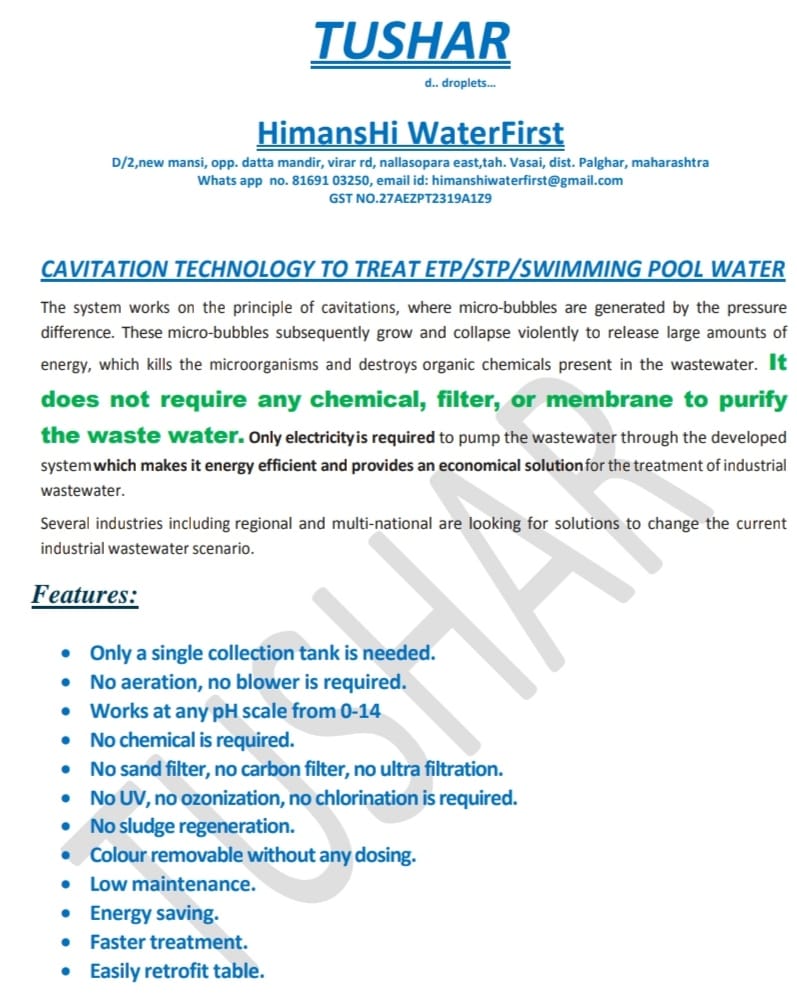 TUSHAR
d.. droplets...
HimansHi WaterFirst
D/2,new mansi, opp. datta mandir, virar rd, nallasopara east,tah. Vasai, dist. Palghar, maharashtra
Whats app no. 81691 03250, email id: himanshiwaterfirst@gmail.com
GST NO.27AEZPT2319A1Z9
CAVITATION TECHNOLOGY TO TREAT ETP/STP/SWIMMING POOL WATER
The system works on the principle of cavitations, where micro-bubbles are generated by the pressure
difference. These micro-bubbles subsequently grow and collapse violently to release large amounts of
energy, which kills the microorganisms and destroys organic chemicals present in the wastewater. It
does not require any chemical, filter, or membrane to purify
the waste water. Only electricity is required to pump the wastewater through the developed
system which makes it energy efficient and provides an economical solution for the treatment of industrial
wastewater.
Several industries including regional and multi-national are looking for solutions to change the current
industrial wastewater scenario.
Features:
• Only a single collection tank is needed.
• No aeration, no blower is required.
• Works at any pH scale from 0-14
• No chemical is required.
• No sand filter, no carbon filter, no ultra filtration.
• No UV, no ozonization, no chlorination is required.
• No sludge regeneration.
• Colour removable without any dosing.
• Low maintenance.
• Energy saving.
• Faster treatment.
• Easily retrofit table.
TUSHAR